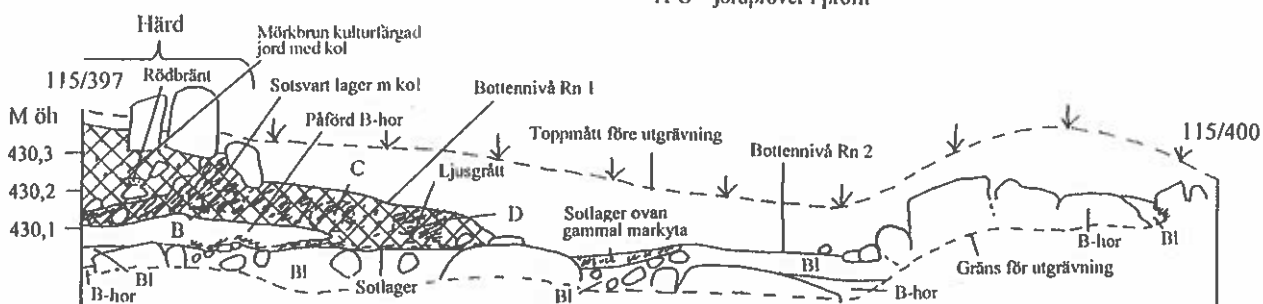 Härd
Mörkbrun kulturfärgad
jord med kol
115/397
Rödbränt
Sotsvart lager m kol
Bottennivå Rn 1
M öh
Påförd B-hor
Toppmått före utgrävning
115/400
430,3
Bottennivå Rn 2
C
Ljusgrått
430,2
D
Sotlager ovan
gammal markyta
430,1
B
B-hor
Bl
Bl
Bl
Gräns för utgrävning
Bl
Sotlager
Bl
B-hor
B-hor